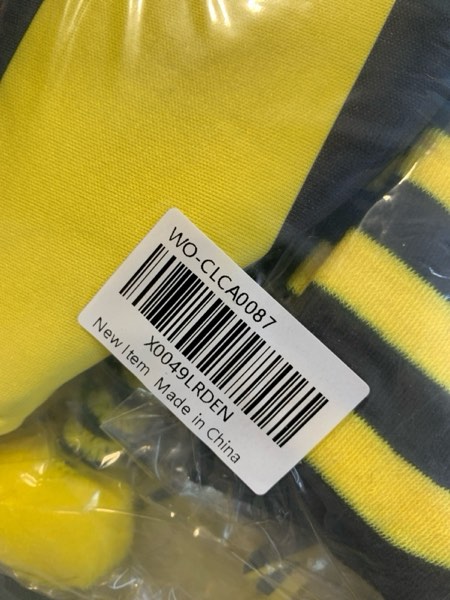 WO-CLCA0087
X0049LRDEN
New Item Made in China